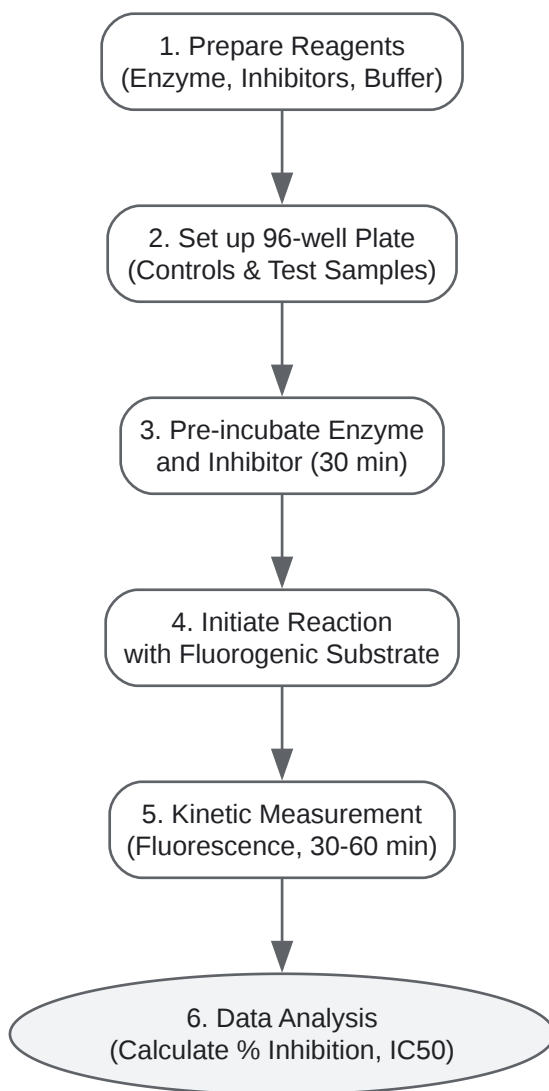 1. Prepare Reagents
(Enzyme, Inhibitors, Buffer)
2. Set up 96-well Plate
(Controls & Test Samples)
3. Pre-incubate Enzyme
and Inhibitor (30 min)
4. Initiate Reaction
with Fluorogenic Substrate
5. Kinetic Measurement
(Fluorescence, 30-60 min)
6. Data Analysis
(Calculate % Inhibition, IC50)